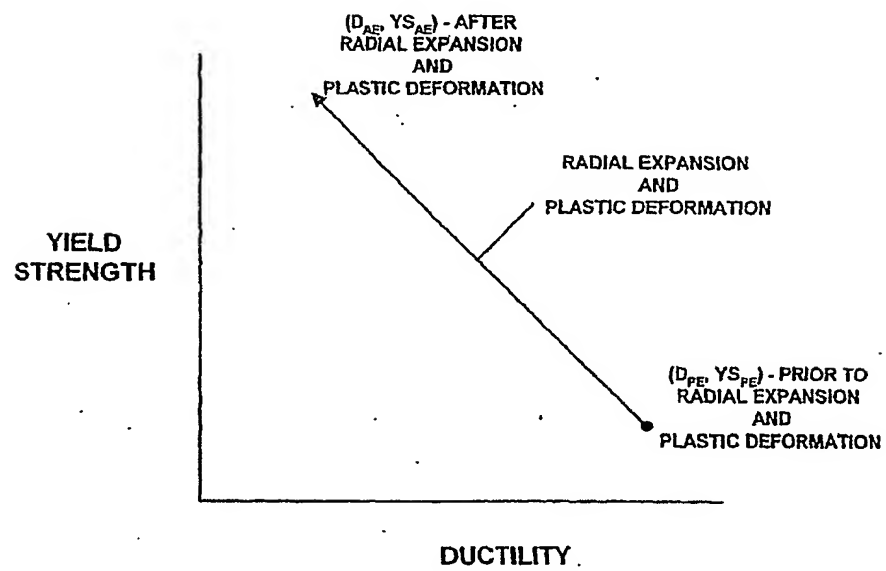 (D_AE, YS_AE) - AFTER
RADIAL EXPANSION
AND
PLASTIC DEFORMATION
RADIAL EXPANSION
AND
PLASTIC DEFORMATION
YIELD
STRENGTH
(D_PE, YS_PE) - PRIOR TO
RADIAL EXPANSION
AND
PLASTIC DEFORMATION
DUCTILITY